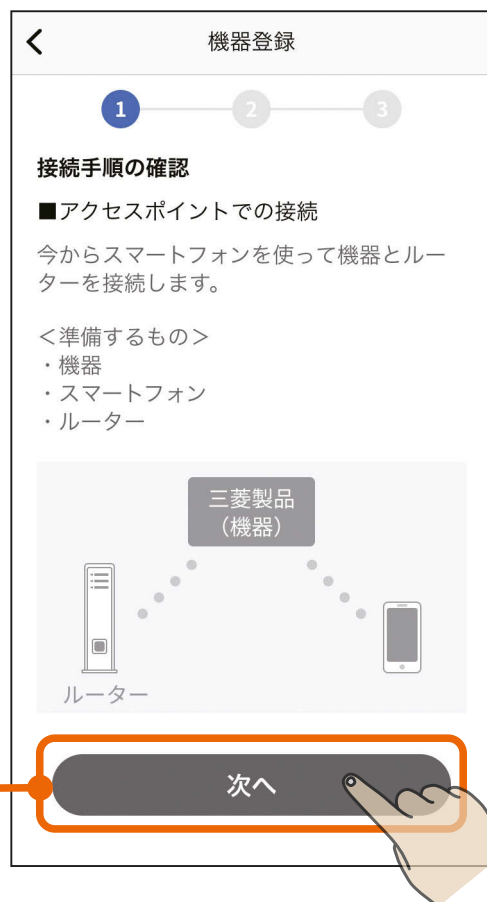 機器登録
1 2 3
接続手順の確認
■アクセスポイントでの接続
今からスマートフォンを使って機器とルー
ターを接続します。
＜準備するもの＞
・機器
・スマートフォン
・ルーター
三菱製品
（機器）
ルーター
次へ